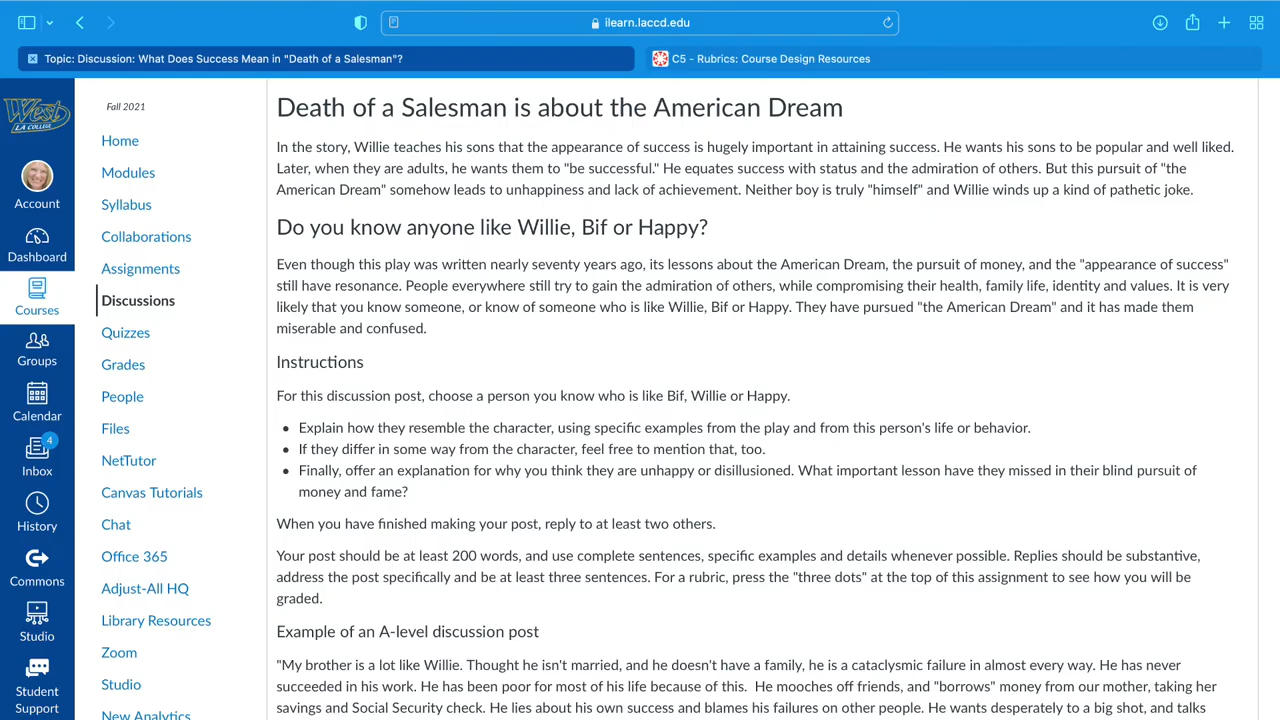 ilearn.laccd.edu
Topic: Discussion: What Does Success Mean in "Death of a Salesman"?
C5 - Rubrics: Course Design Resources
West
L.A. COLLEGE
Account
Dashboard
Courses
Groups
Calendar
4
Inbox
History
Commons
Studio
Student
Support
Fall 2021
Home
Modules
Syllabus
Collaborations
Assignments
Discussions
Quizzes
Grades
People
Files
NetTutor
Canvas Tutorials
Chat
Office 365
Adjust-All HQ
Library Resources
Zoom
Studio
New Analytics
Death of a Salesman is about the American Dream
In the story, Willie teaches his sons that the appearance of success is hugely important in attaining success. He wants his sons to be popular and well liked.
Later, when they are adults, he wants them to "be successful." He equates success with status and the admiration of others. But this pursuit of "the
American Dream" somehow leads to unhappiness and lack of achievement. Neither boy is truly "himself" and Willie winds up a kind of pathetic joke.
Do you know anyone like Willie, Bif or Happy?
Even though this play was written nearly seventy years ago, its lessons about the American Dream, the pursuit of money, and the "appearance of success"
still have resonance. People everywhere still try to gain the admiration of others, while compromising their health, family life, identity and values. It is very
likely that you know someone, or know of someone who is like Willie, Bif or Happy. They have pursued "the American Dream" and it has made them
miserable and confused.
Instructions
For this discussion post, choose a person you know who is like Bif, Willie or Happy.
• Explain how they resemble the character, using specific examples from the play and from this person's life or behavior.
• If they differ in some way from the character, feel free to mention that, too.
• Finally, offer an explanation for why you think they are unhappy or disillusioned. What important lesson have they missed in their blind pursuit of
money and fame?
When you have finished making your post, reply to at least two others.
Your post should be at least 200 words, and use complete sentences, specific examples and details whenever possible. Replies should be substantive,
address the post specifically and be at least three sentences. For a rubric, press the "three dots" at the top of this assignment to see how you will be
graded.
Example of an A-level discussion post
"My brother is a lot like Willie. Thought he isn't married, and he doesn't have a family, he is a cataclysmic failure in almost every way. He has never
succeeded in his work. He has been poor for most of his life because of this. He mooches off friends, and "borrows" money from our mother, taking her
savings and Social Security check. He lies about his own success and blames his failures on other people. He wants desperately to a big shot, and talks